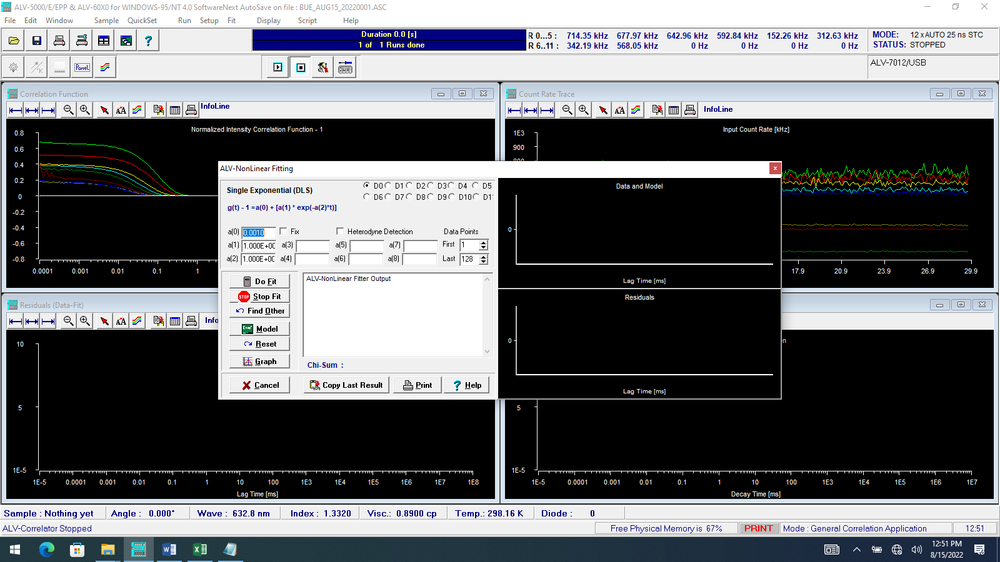 ALV-5000/E/EPP & ALV-60X0 for WINDOWS-95/NT 4.0 SoftwareNext AutoSave on file : BUE_AUG15_20220001.ASC
File Edit Window Sample QuickSet Run Setup Fit Display Script Help
Duration 0.0 [s]
1 of 1 Runs done
R 0...5 : 714.35 kHz 677.97 kHz 642.96 kHz 592.84 kHz 152.26 kHz 312.63 kHz
R 6..11 : 342.19 kHz 568.05 kHz 0 Hz 0 Hz 0 Hz 0 Hz
MODE: 12 x AUTO 25 ns STC
STATUS: STOPPED
Panel
ALV-7012/USB
Correlation Function
InfoLine
Normalized Intensity Correlation Function - 1
0.8
0.6
0.4
0.2
0
-0.2
-0.4
-0.6
-0.8
0.0001 0.001 0.01 0.1 1
Count Rate Trace
InfoLine
Input Count Rate [kHz]
1E3
900
17.9 20.9 23.9 26.9 29.9
ALV-NonLinear Fitting
Single Exponential (DLS)
g(t) - 1 =a(0) + [a(1) * exp(-a(2)*t)]
D0 D1 D2 D3 D4 D5
D6 D7 D8 D9 D10 D1
a(0) 0.0010 Fix Heterodyne Detection Data Points
a(1) 1.000E+00 a(3) a(5) a(7) First 1
a(2) 1.000E+00 a(4) a(6) a(8) Last 128
Do Fit
STOP Stop Fit
Find Other
Model
Reset
Graph
ALV-NonLinear Fitter Output
Chi-Sum :
Cancel Copy Last Result Print Help
Data and Model
0
Lag Time [ms]
Residuals
0
Lag Time [ms]
Residuals (Data-Fit)
Info
10
5
1E-5
1E-5 0.0001 0.001 0.01 0.1 1 10 100 1E3 1E4 1E5 1E6 1E7 1E8
Lag Time [ms]
on
5
1E-5
1E-5 0.0001 0.001 0.01 0.1 1 10 100 1E3 1E4 1E5 1E6 1E7
Decay Time [ms]
Sample : Nothing yet Angle : 0.000° Wave : 632.8 nm Index : 1.3320 Visc.: 0.8900 cp Temp.: 298.16 K Diode : 0
ALV-Correlator Stopped Free Physical Memory is 67% PRINT Mode : General Correlation Application 12:51
12:51 PM
8/15/2022